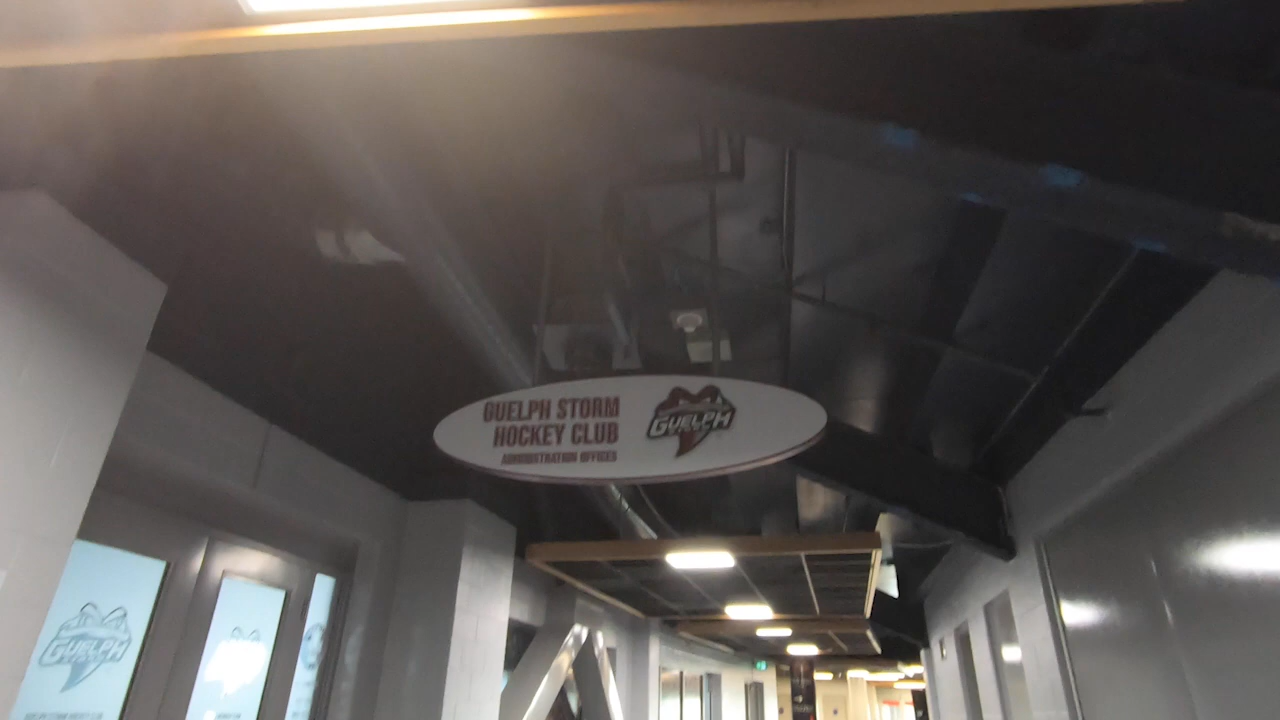 GUELPH STORM
HOCKEY CLUB
ADMINISTRATION OFFICES
GUELPH
GUELPH